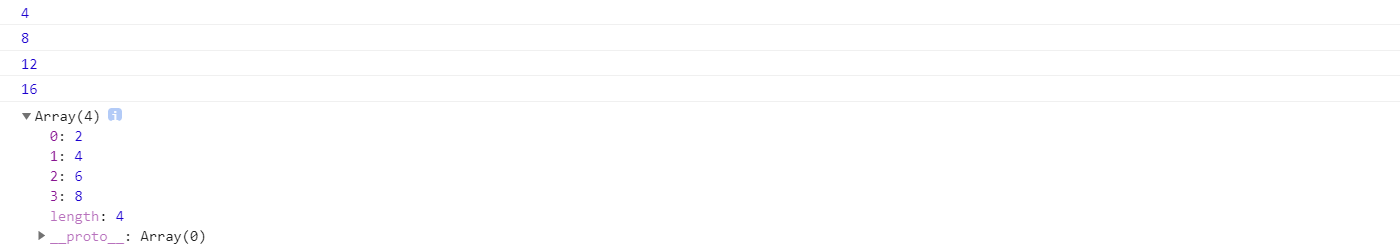 4
8
12
16
Array(4) i
0: 2
1: 4
2: 6
3: 8
length: 4
__proto__: Array(0)